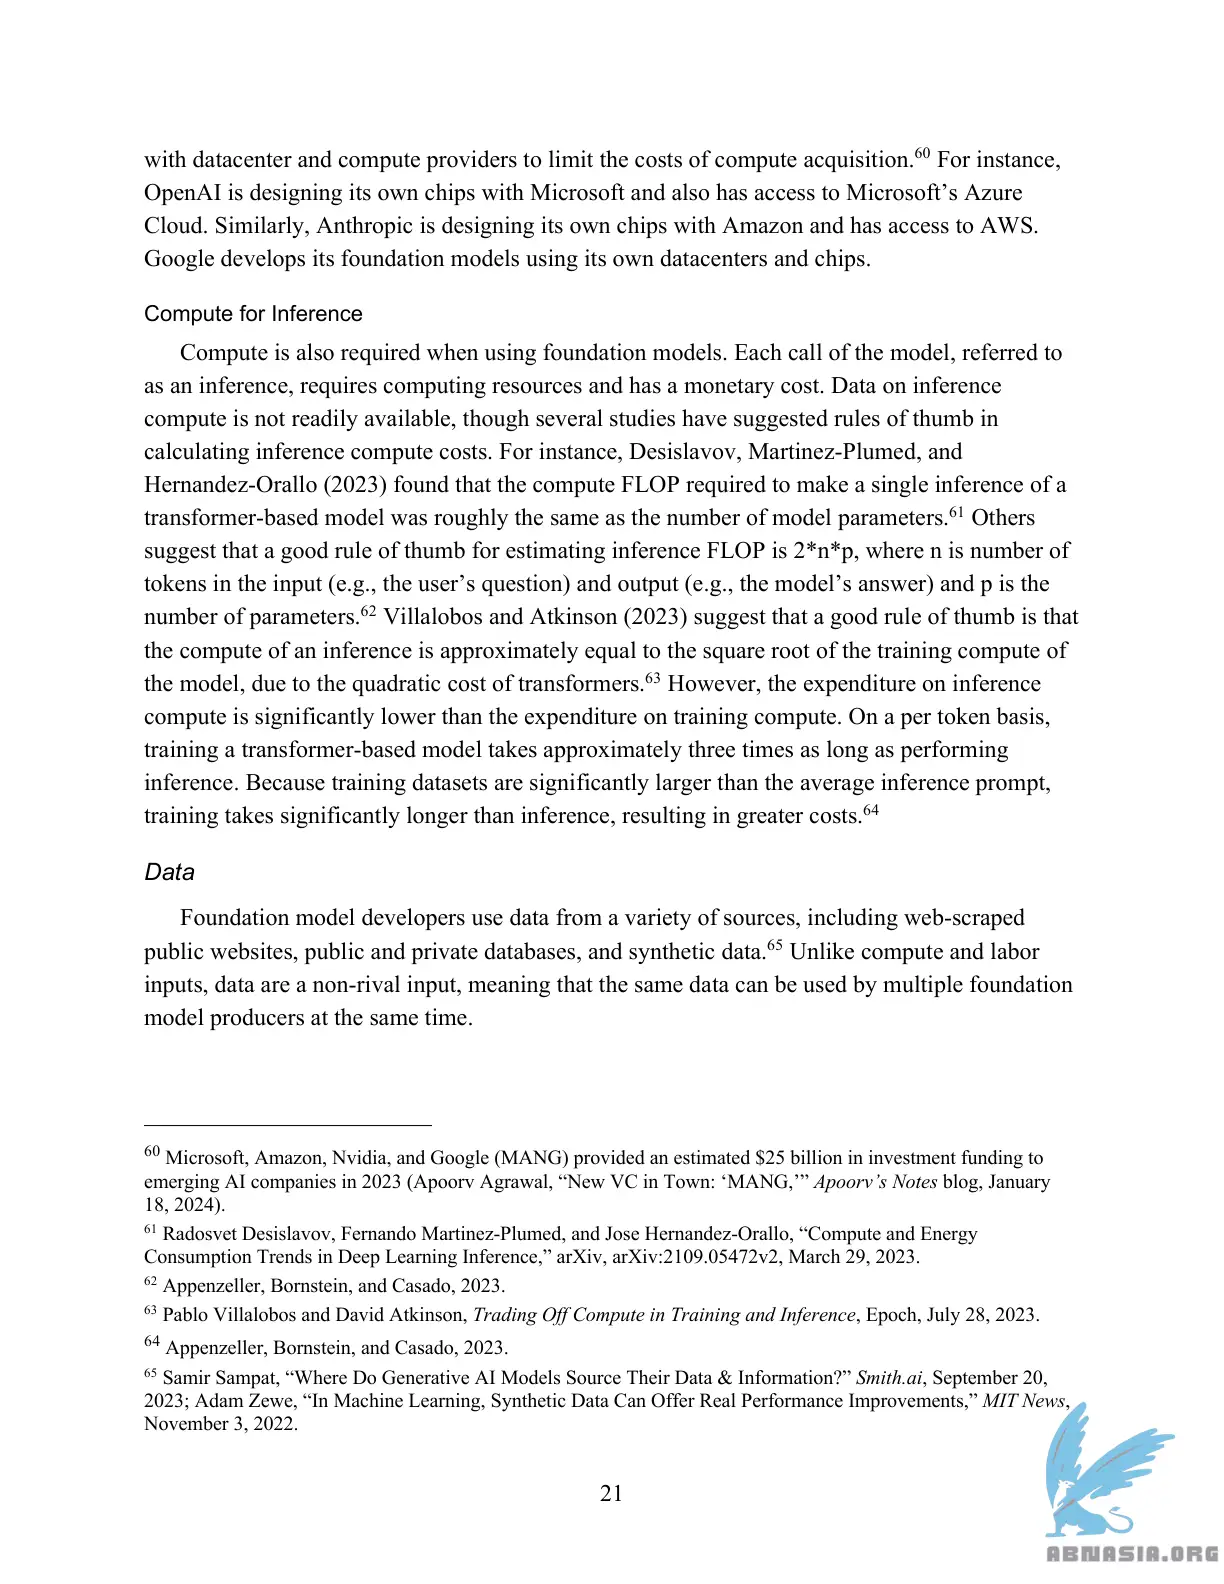 with datacenter and compute providers to limit the costs of compute acquisition.60 For instance,
OpenAI is designing its own chips with Microsoft and also has access to Microsoft’s Azure
Cloud. Similarly, Anthropic is designing its own chips with Amazon and has access to AWS.
Google develops its foundation models using its own datacenters and chips.
Compute for Inference
Compute is also required when using foundation models. Each call of the model, referred to
as an inference, requires computing resources and has a monetary cost. Data on inference
compute is not readily available, though several studies have suggested rules of thumb in
calculating inference compute costs. For instance, Desislavov, Martinez-Plumed, and
Hernandez-Orallo (2023) found that the compute FLOP required to make a single inference of a
transformer-based model was roughly the same as the number of model parameters.61 Others
suggest that a good rule of thumb for estimating inference FLOP is 2*n*p, where n is number of
tokens in the input (e.g., the user’s question) and output (e.g., the model’s answer) and p is the
number of parameters.62 Villalobos and Atkinson (2023) suggest that a good rule of thumb is that
the compute of an inference is approximately equal to the square root of the training compute of
the model, due to the quadratic cost of transformers.63 However, the expenditure on inference
compute is significantly lower than the expenditure on training compute. On a per token basis,
training a transformer-based model takes approximately three times as long as performing
inference. Because training datasets are significantly larger than the average inference prompt,
training takes significantly longer than inference, resulting in greater costs.64
Data
Foundation model developers use data from a variety of sources, including web-scraped
public websites, public and private databases, and synthetic data.65 Unlike compute and labor
inputs, data are a non-rival input, meaning that the same data can be used by multiple foundation
model producers at the same time.
60 Microsoft, Amazon, Nvidia, and Google (MANG) provided an estimated $25 billion in investment funding to
emerging AI companies in 2023 (Apoorv Agrawal, “New VC in Town: ‘MANG,’” Apoorv’s Notes blog, January
18, 2024).
61 Radosvet Desislavov, Fernando Martinez-Plumed, and Jose Hernandez-Orallo, “Compute and Energy
Consumption Trends in Deep Learning Inference,” arXiv, arXiv:2109.05472v2, March 29, 2023.
62 Appenzeller, Bornstein, and Casado, 2023.
63 Pablo Villalobos and David Atkinson, Trading Off Compute in Training and Inference, Epoch, July 28, 2023.
64 Appenzeller, Bornstein, and Casado, 2023.
65 Samir Sampat, “Where Do Generative AI Models Source Their Data & Information?” Smith.ai, September 20,
2023; Adam Zewe, “In Machine Learning, Synthetic Data Can Offer Real Performance Improvements,” MIT News,
November 3, 2022.
21
ABNASIA.ORG